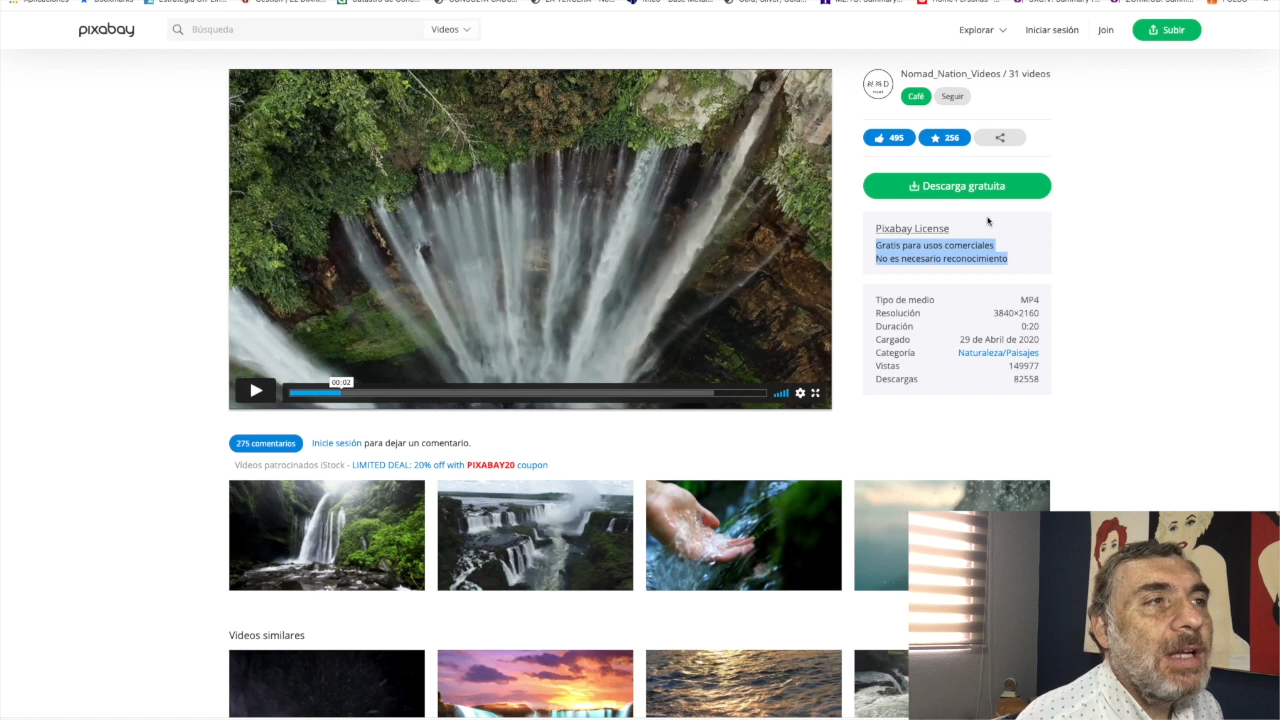 Aplicaciones
Bookmarks
pixabay
Búsqueda
Videos
Explorar
Iniciar sesión
Join
Subir
Nomad_Nation_Videos / 31 videos
Café
Seguir
495
256
Descarga gratuita
Pixabay License
Gratis para usos comerciales
No es necesario reconocimiento
Tipo de medio MP4
Resolución 3840×2160
Duración 0:20
Cargado 29 de Abril de 2020
Categoría Naturaleza/Paisajes
Vistas 149977
Descargas 82558
00:02
275 comentarios Inicie sesión para dejar un comentario.
Vídeos patrocinados iStock - LIMITED DEAL: 20% off with PIXABAY20 coupon
Videos similares